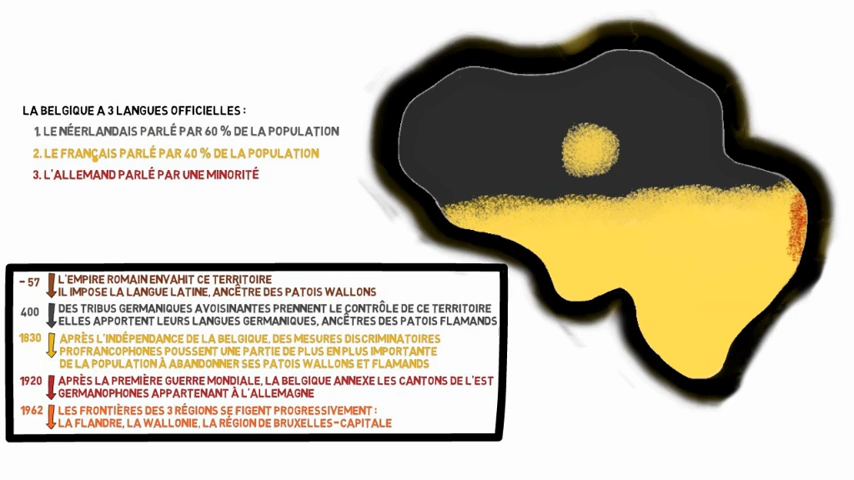 LA BELGIQUE A 3 LANGUES OFFICIELLES :
1. LE NÉERLANDAIS PARLÉ PAR 60 % DE LA POPULATION
2. LE FRANÇAIS PARLÉ PAR 40 % DE LA POPULATION
3. L'ALLEMAND PARLÉ PAR UNE MINORITÉ
- 57 L'EMPIRE ROMAIN ENVAHIT CE TERRITOIRE
IL IMPOSE LA LANGUE LATINE, ANCÊTRE DES PATOIS WALLONS
400 DES TRIBUS GERMANIQUES AVOISINANTES PRENNENT LE CONTRÔLE DE CE TERRITOIRE
ELLES APPORTENT LEURS LANGUES GERMANIQUES, ANCÊTRES DES PATOIS FLAMANDS
1830 APRÈS L'INDÉPENDANCE DE LA BELGIQUE, DES MESURES DISCRIMINATOIRES
PROFRANCOPHONES POUSSENT UNE PARTIE DE PLUS EN PLUS IMPORTANTE
DE LA POPULATION À ABANDONNER SES PATOIS WALLONS ET FLAMANDS
1920 APRÈS LA PREMIÈRE GUERRE MONDIALE, LA BELGIQUE ANNEXE LES CANTONS DE L'EST
GERMANOPHONES APPARTENANT À L'ALLEMAGNE
1962 LES FRONTIÈRES DES 3 RÉGIONS SE FIGENT PROGRESSIVEMENT :
LA FLANDRE, LA WALLONIE, LA RÉGION DE BRUXELLES-CAPITALE